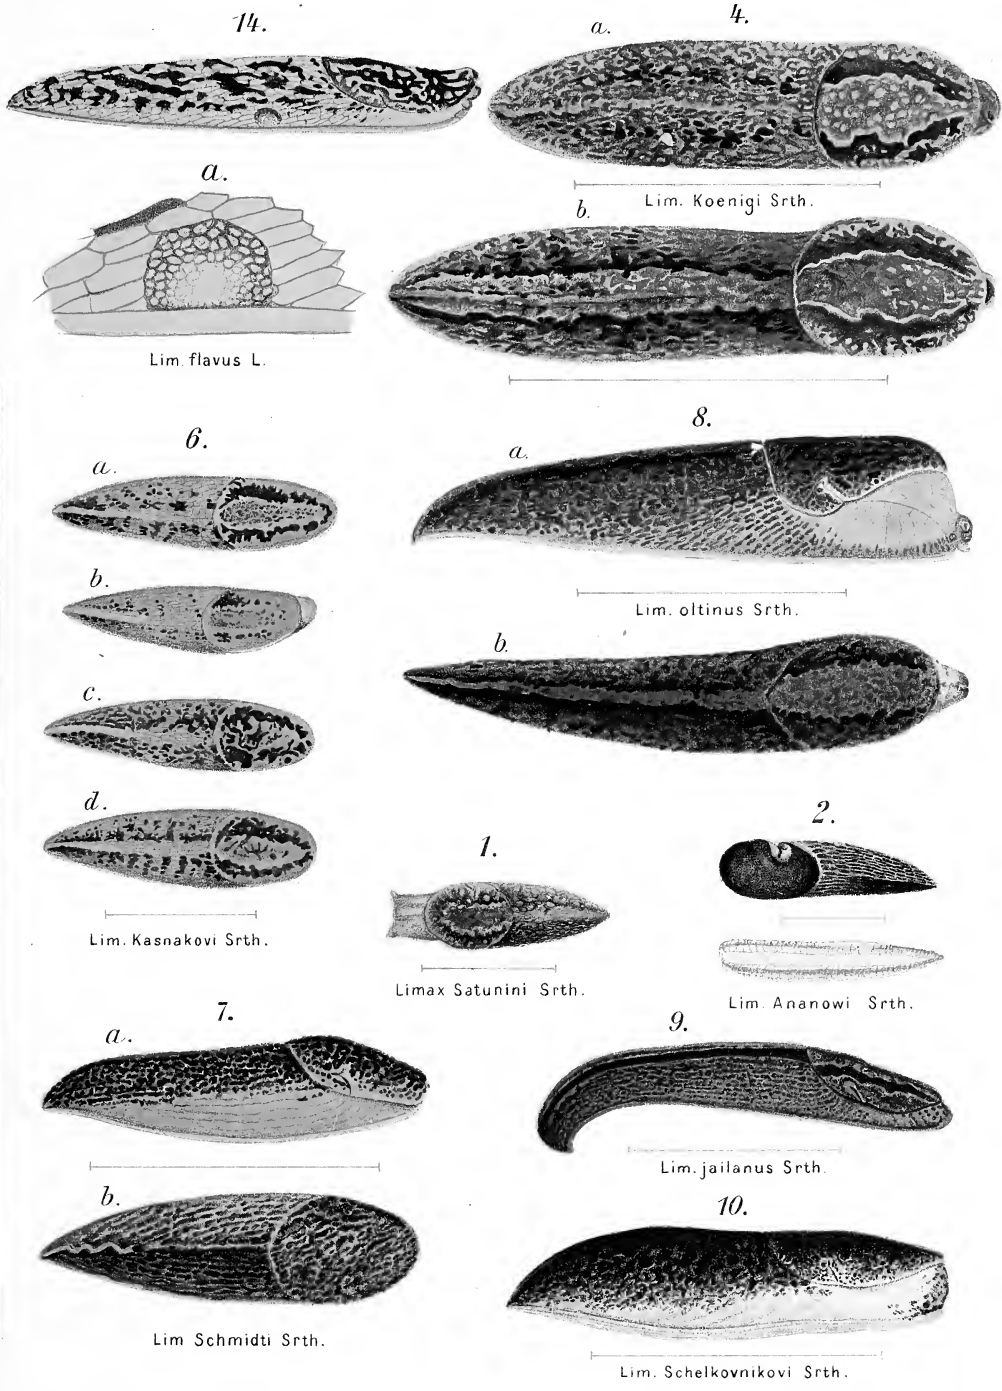 14.
a.
Lim. flavus L.
4.
a.
Lim. Koenigi Srth.
b.
6.
a.
b.
c.
d.
Lim. Kasnakovi Srth.
8.
a.
Lim. oltinus Srth.
b.
1.
Limax Satunini Srth.
2.
Lim. Ananowi Srth.
7.
a.
b.
Lim Schmidti Srth.
9.
Lim. jailanus Srth.
10.
Lim. Schelkovnikovi Srth.